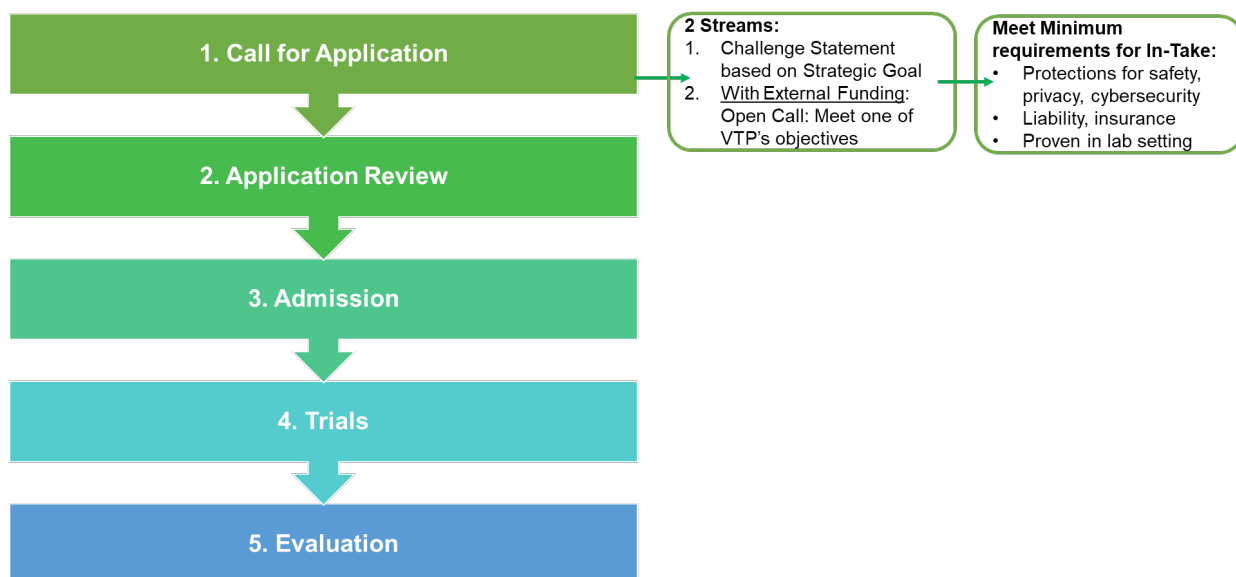 1. Call for Application
2 Streams:
1. Challenge Statement
based on Strategic Goal
2. With External Funding:
Open Call: Meet one of
VTP's objectives
Meet Minimum
requirements for In-Take:
• Protections for safety,
privacy, cybersecurity
• Liability, insurance
• Proven in lab setting
2. Application Review
3. Admission
4. Trials
5. Evaluation